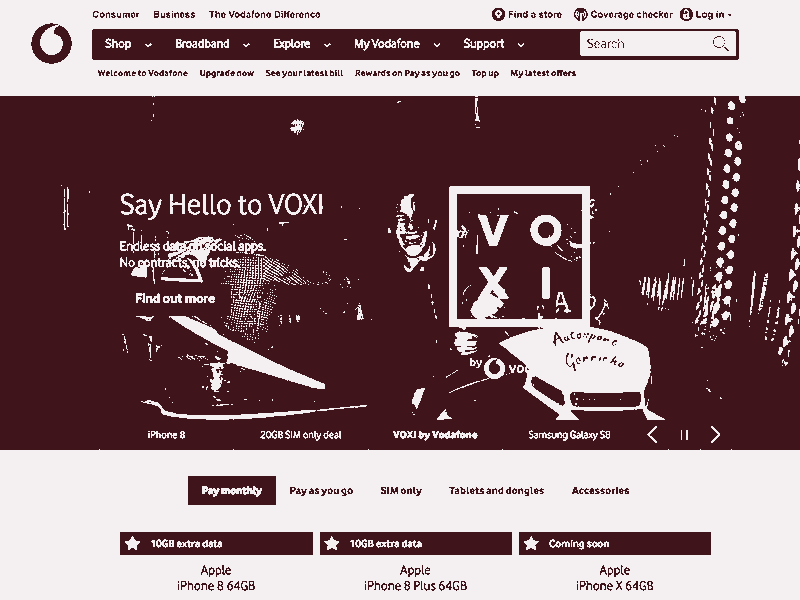 Consumer Business The Vodafone Difference Find a store Coverage checker Log in
Shop Broadband Explore My Vodafone Support Search
Welcome to Vodafone Upgrade now See your latest bill Rewards on Pay as you go Top up My latest offers
Say Hello to VOXI
Endless data on social apps.
No contracts, no tricks.
Find out more
V O
X I
by
iPhone 8 20GB SIM only deal VOXI by Vodafone Samsung Galaxy S8
Pay monthly Pay as you go SIM only Tablets and dongles Accessories
10GB extra data 10GB extra data Coming soon
Apple Apple Apple
iPhone 8 64GB iPhone 8 Plus 64GB iPhone X 64GB